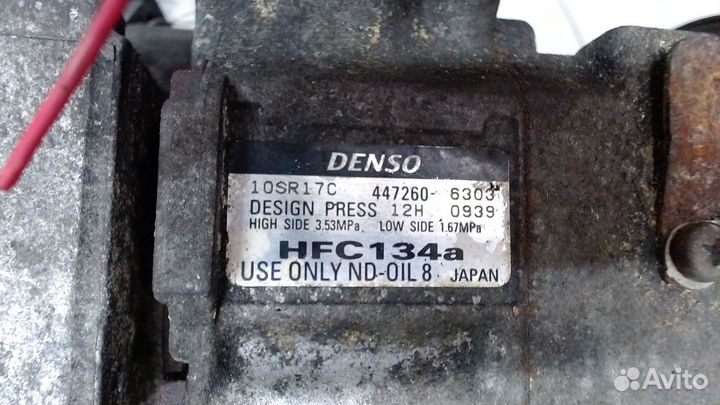 DENSO
10SR17C 447260-6303
DESIGN PRESS 12H 0939
HIGH SIDE 3.53MPa, LOW SIDE 1.67MPa
HFC134a
USE ONLY ND-OIL 8 JAPAN
Avito